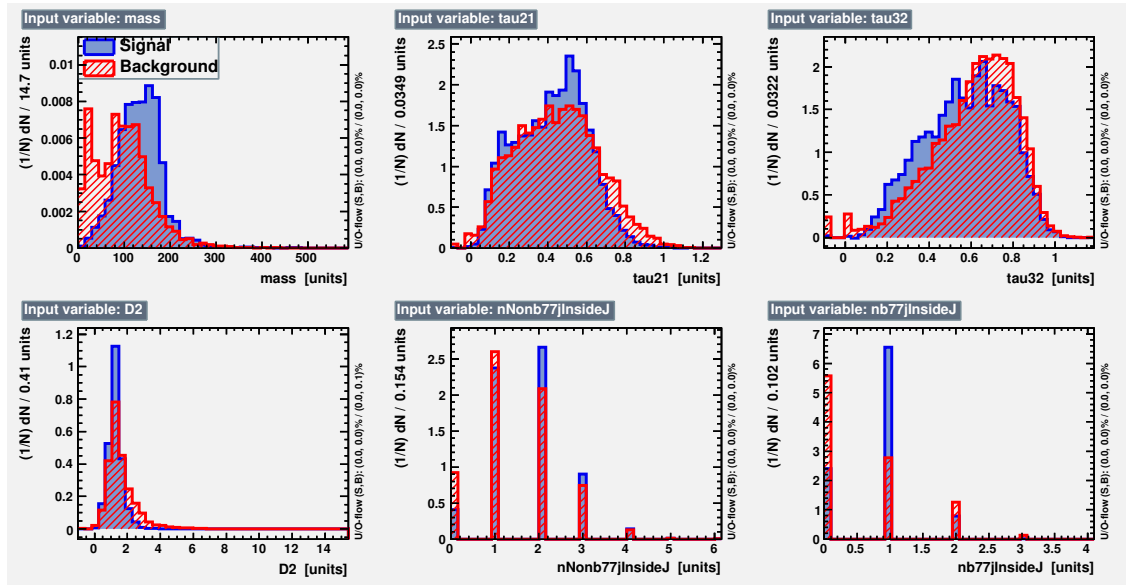 Input variable: mass
(1/N) dN / 14.7 units
0.01
0.008
0.006
0.004
0.002
0
Signal
Background
0 100 200 300 400 500
mass [units]
U/O-flow (S,B): (0.0, 0.0)% / (0.0, 0.0)%
Input variable: tau21
(1/N) dN / 0.0349 units
2.5
2
1.5
1
0.5
0
0 0.2 0.4 0.6 0.8 1 1.2
tau21 [units]
U/O-flow (S,B): (0.0, 0.0)% / (0.0, 0.0)%
Input variable: tau32
(1/N) dN / 0.0322 units
2
1.5
1
0.5
0
0 0.2 0.4 0.6 0.8 1
tau32 [units]
U/O-flow (S,B): (0.0, 0.0)% / (0.0, 0.0)%
Input variable: D2
(1/N) dN / 0.41 units
1.2
1
0.8
0.6
0.4
0.2
0
0 2 4 6 8 10 12 14
D2 [units]
U/O-flow (S,B): (0.0, 0.0)% / (0.0, 0.1)%
Input variable: nNonb77jInsideJ
(1/N) dN / 0.154 units
2.5
2
1.5
1
0.5
0
0 1 2 3 4 5 6
nNonb77jInsideJ [units]
U/O-flow (S,B): (0.0, 0.0)% / (0.0, 0.0)%
Input variable: nb77jInsideJ
(1/N) dN / 0.102 units
7
6
5
4
3
2
1
0
0 0.5 1 1.5 2 2.5 3 3.5 4
nb77jInsideJ [units]
U/O-flow (S,B): (0.0, 0.0)% / (0.0, 0.0)%